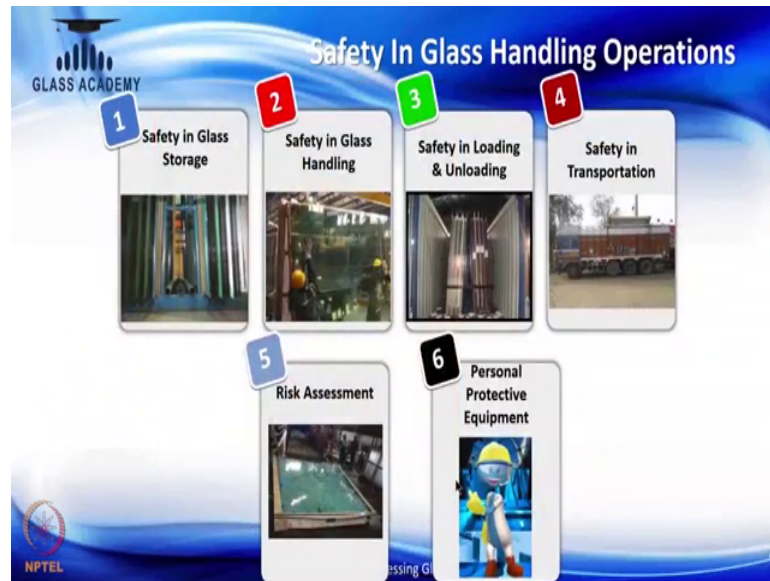 Safety In Glass Handling Operations
GLASS ACADEMY
1
Safety in Glass
Storage
2
Safety in Glass
Handling
3
Safety in Loading
& Unloading
4
Safety in
Transportation
5
Risk Assessment
6
Personal
Protective
Equipment
NPTEL